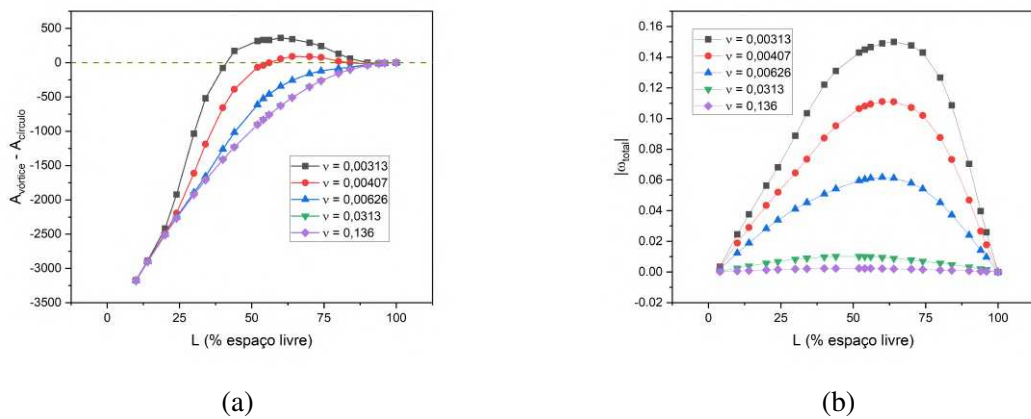 A_vórtice - A_círculo
500
0
-500
-1000
-1500
-2000
-2500
-3000
-3500
0 25 50 75 100
L (% espaço livre)
ν = 0,00313
ν = 0,00407
ν = 0,00626
ν = 0,0313
ν = 0,136
(a)
|ω_total|
0.16
0.14
0.12
0.10
0.08
0.06
0.04
0.02
0.00
-0.02
0 25 50 75 100
L (% espaço livre)
ν = 0,00313
ν = 0,00407
ν = 0,00626
ν = 0,0313
ν = 0,136
(b)